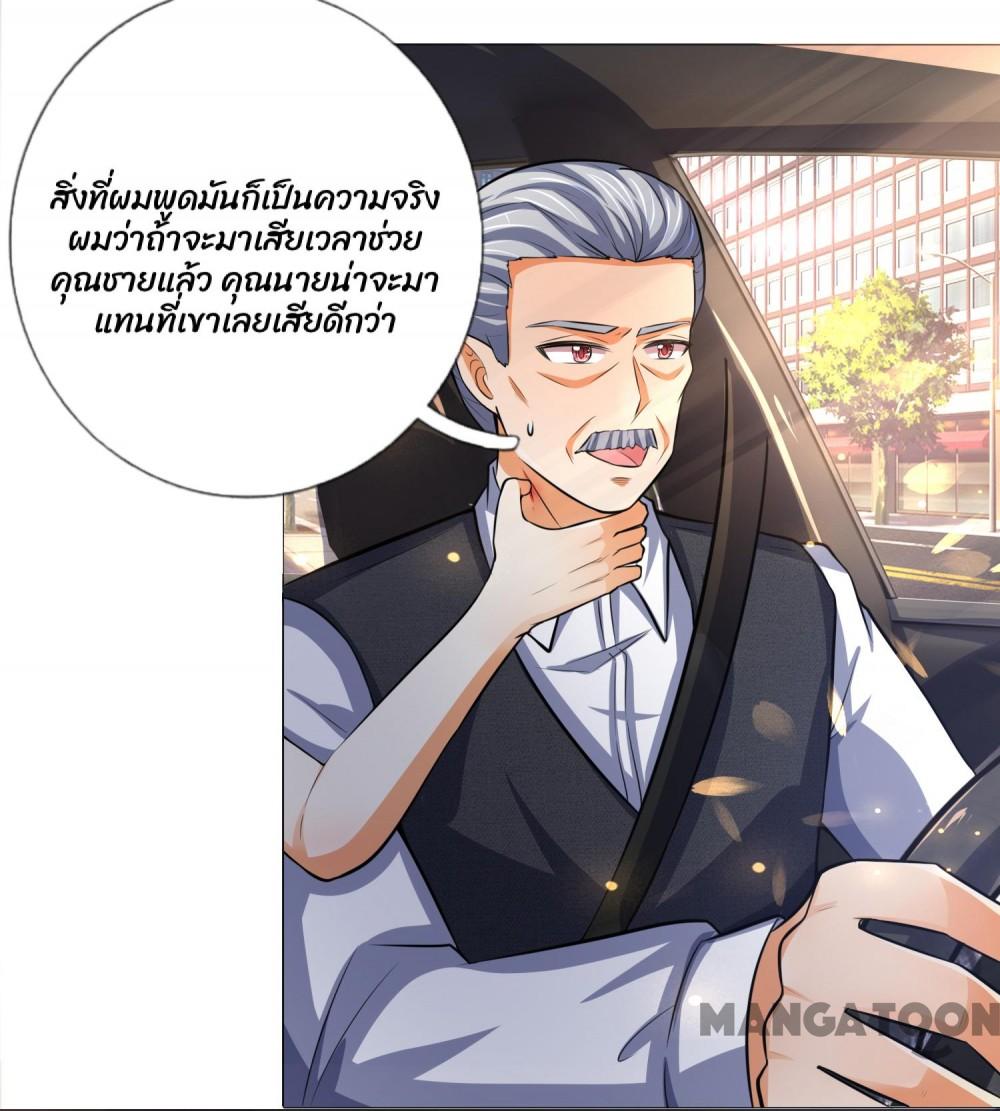 สิ่งที่ผมพูดมันก็เป็นความจริง
ผมว่าถ้าจะมาเสียเวลาช่วย
คุณชายแล้ว คุณนายน่าจะมา
แทนที่เขาเลยเสียดีกว่า
MANGATOON